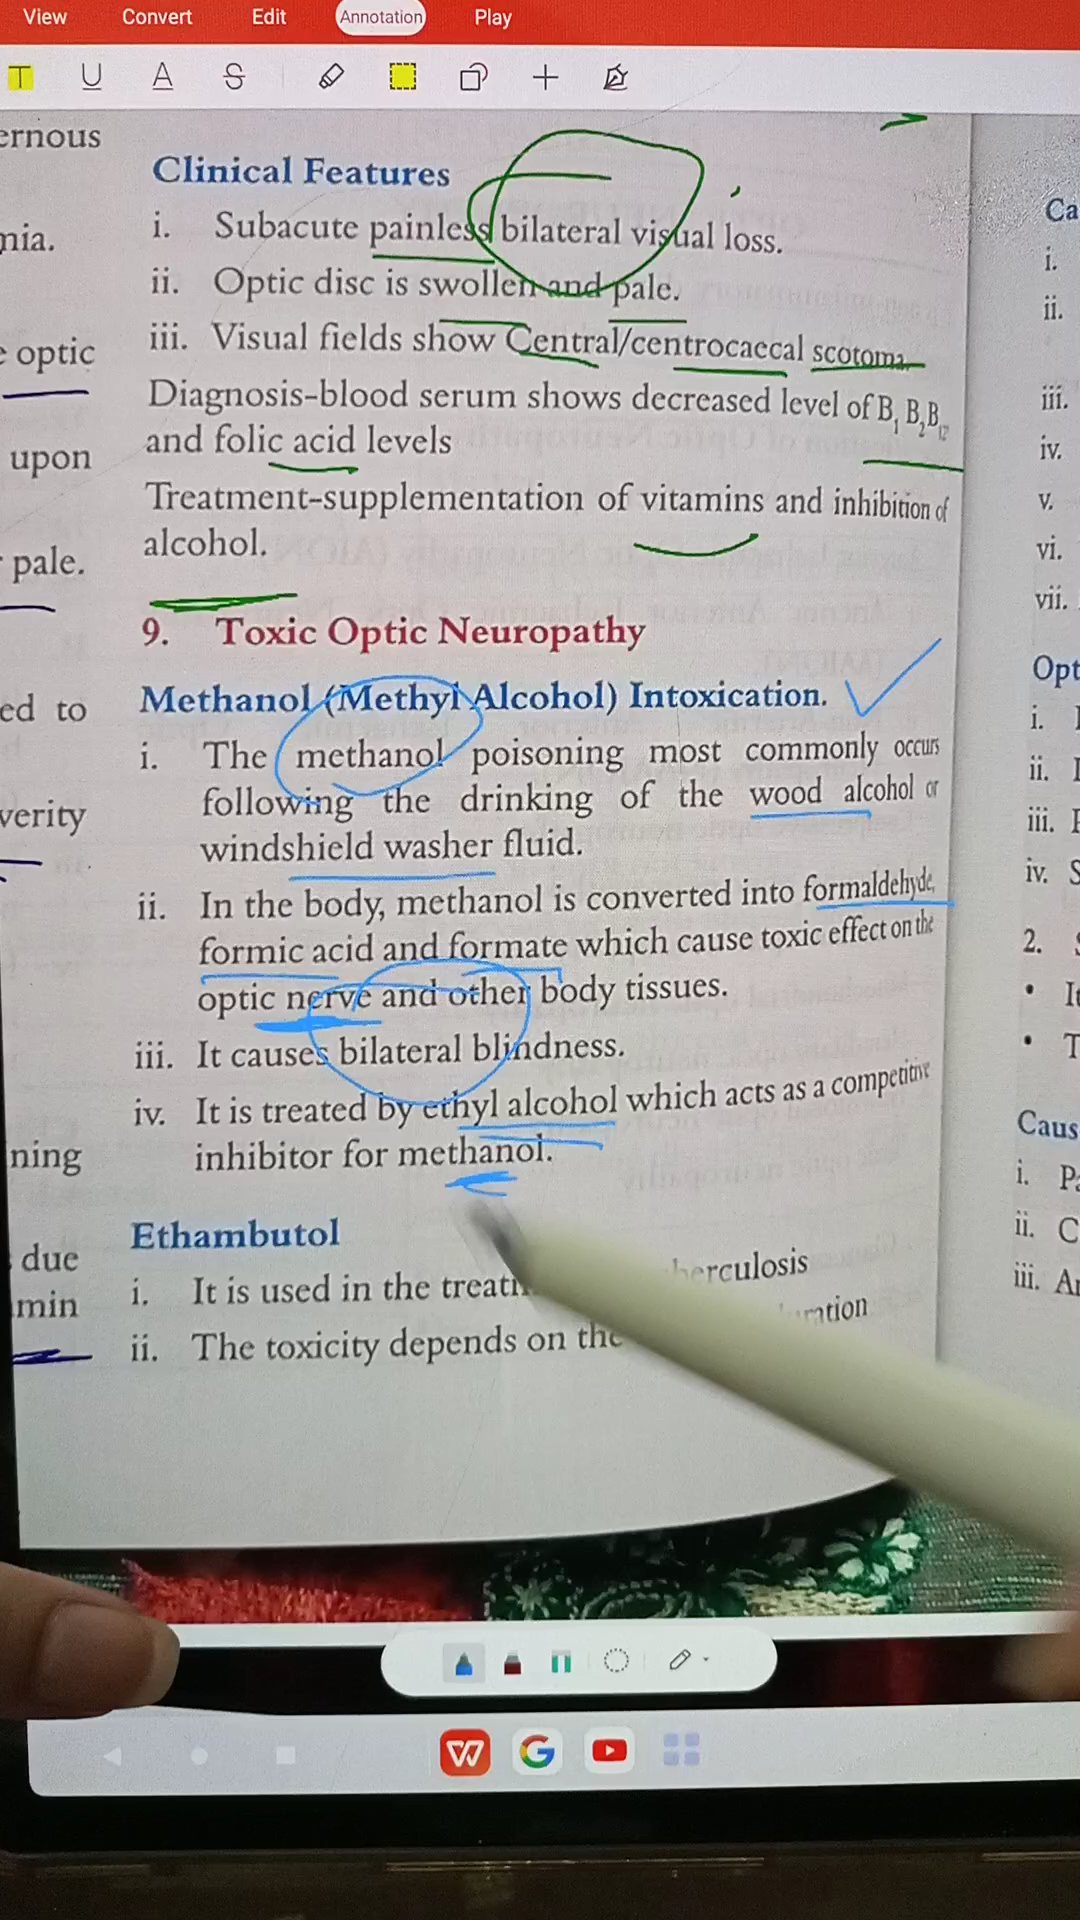 View Convert Edit Annotation Play
T U A S
ernous
nia.
optic
upon
pale.
ed to
verity
ning
due
min
Clinical Features
i. Subacute painless bilateral visual loss.
ii. Optic disc is swollen and pale.
iii. Visual fields show Central/centrocaecal scotoma.
Diagnosis-blood serum shows decreased level of B1 B2B12
and folic acid levels
Treatment-supplementation of vitamins and inhibition of
alcohol.
9. Toxic Optic Neuropathy
Methanol (Methyl Alcohol) Intoxication.
i. The methanol poisoning most commonly occurs
following the drinking of the wood alcohol or
windshield washer fluid.
ii. In the body, methanol is converted into formaldehyde,
formic acid and formate which cause toxic effect on the
optic nerve and other body tissues.
iii. It causes bilateral blindness.
iv. It is treated by ethyl alcohol which acts as a competitive
inhibitor for methanol.
Ethambutol
i. It is used in the treat berculosis
ii. The toxicity depends on the ration
Ca
i.
ii.
iii.
iv.
v.
vi.
vii.
Opt
i. I
ii. I
iii. F
iv. S
2. S
• It
• T
Caus
i. Pa
ii. C
iii. Ar